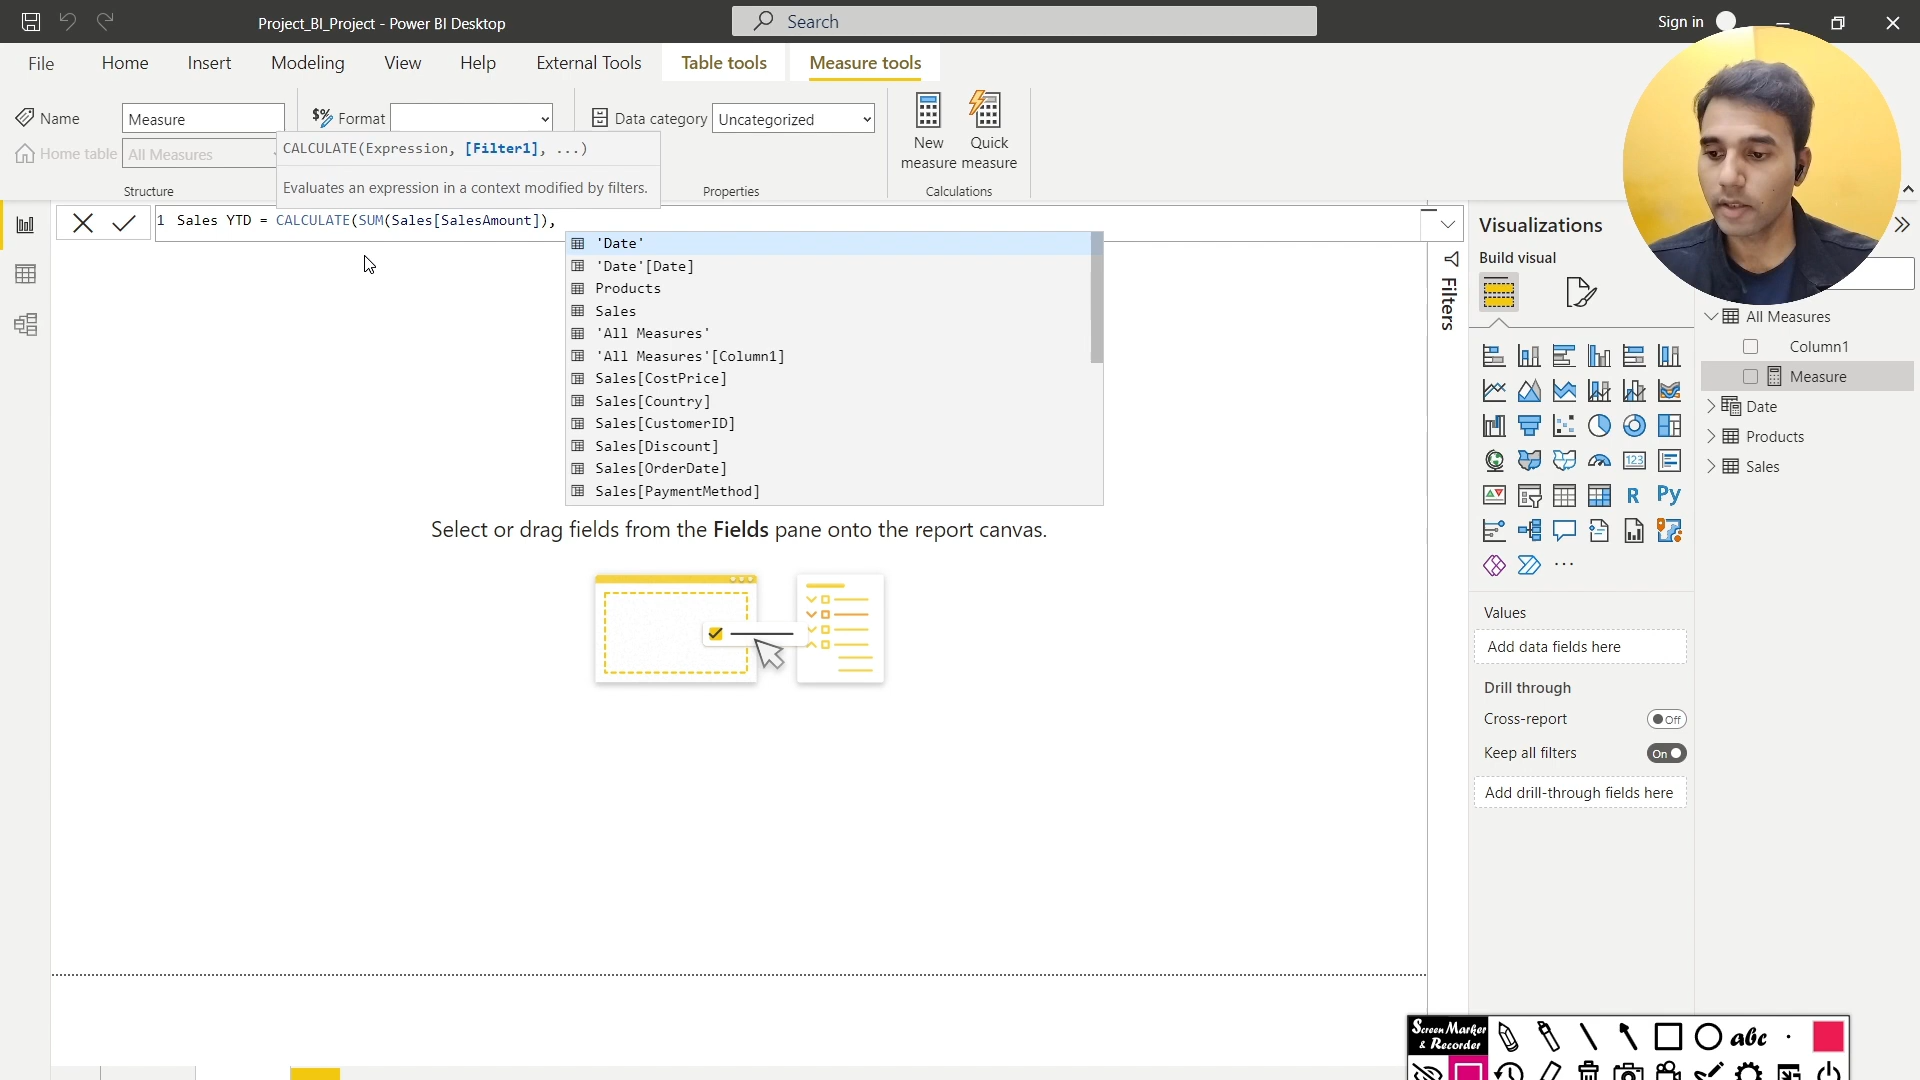 Project_BI_Project - Power BI Desktop
Search
Sign in
File Home Insert Modeling View Help External Tools Table tools Measure tools
Name Measure
Format
Data category Uncategorized
New measure
Quick measure
Home table All Measures
Structure
Properties
Calculations
CALCULATE(Expression, [Filter1], ...)
Evaluates an expression in a context modified by filters.
1 Sales YTD = CALCULATE(SUM(Sales[SalesAmount]),
'Date'
'Date'[Date]
Products
Sales
'All Measures'
'All Measures'[Column1]
Sales[CostPrice]
Sales[Country]
Sales[CustomerID]
Sales[Discount]
Sales[OrderDate]
Sales[PaymentMethod]
Select or drag fields from the Fields pane onto the report canvas.
Filters
Visualizations
Build visual
123
R Py
...
Values
Add data fields here
Drill through
Cross-report Off
Keep all filters On
Add drill-through fields here
All Measures
Column1
Measure
Date
Products
Sales
Screen Marker
& Recorder
abc